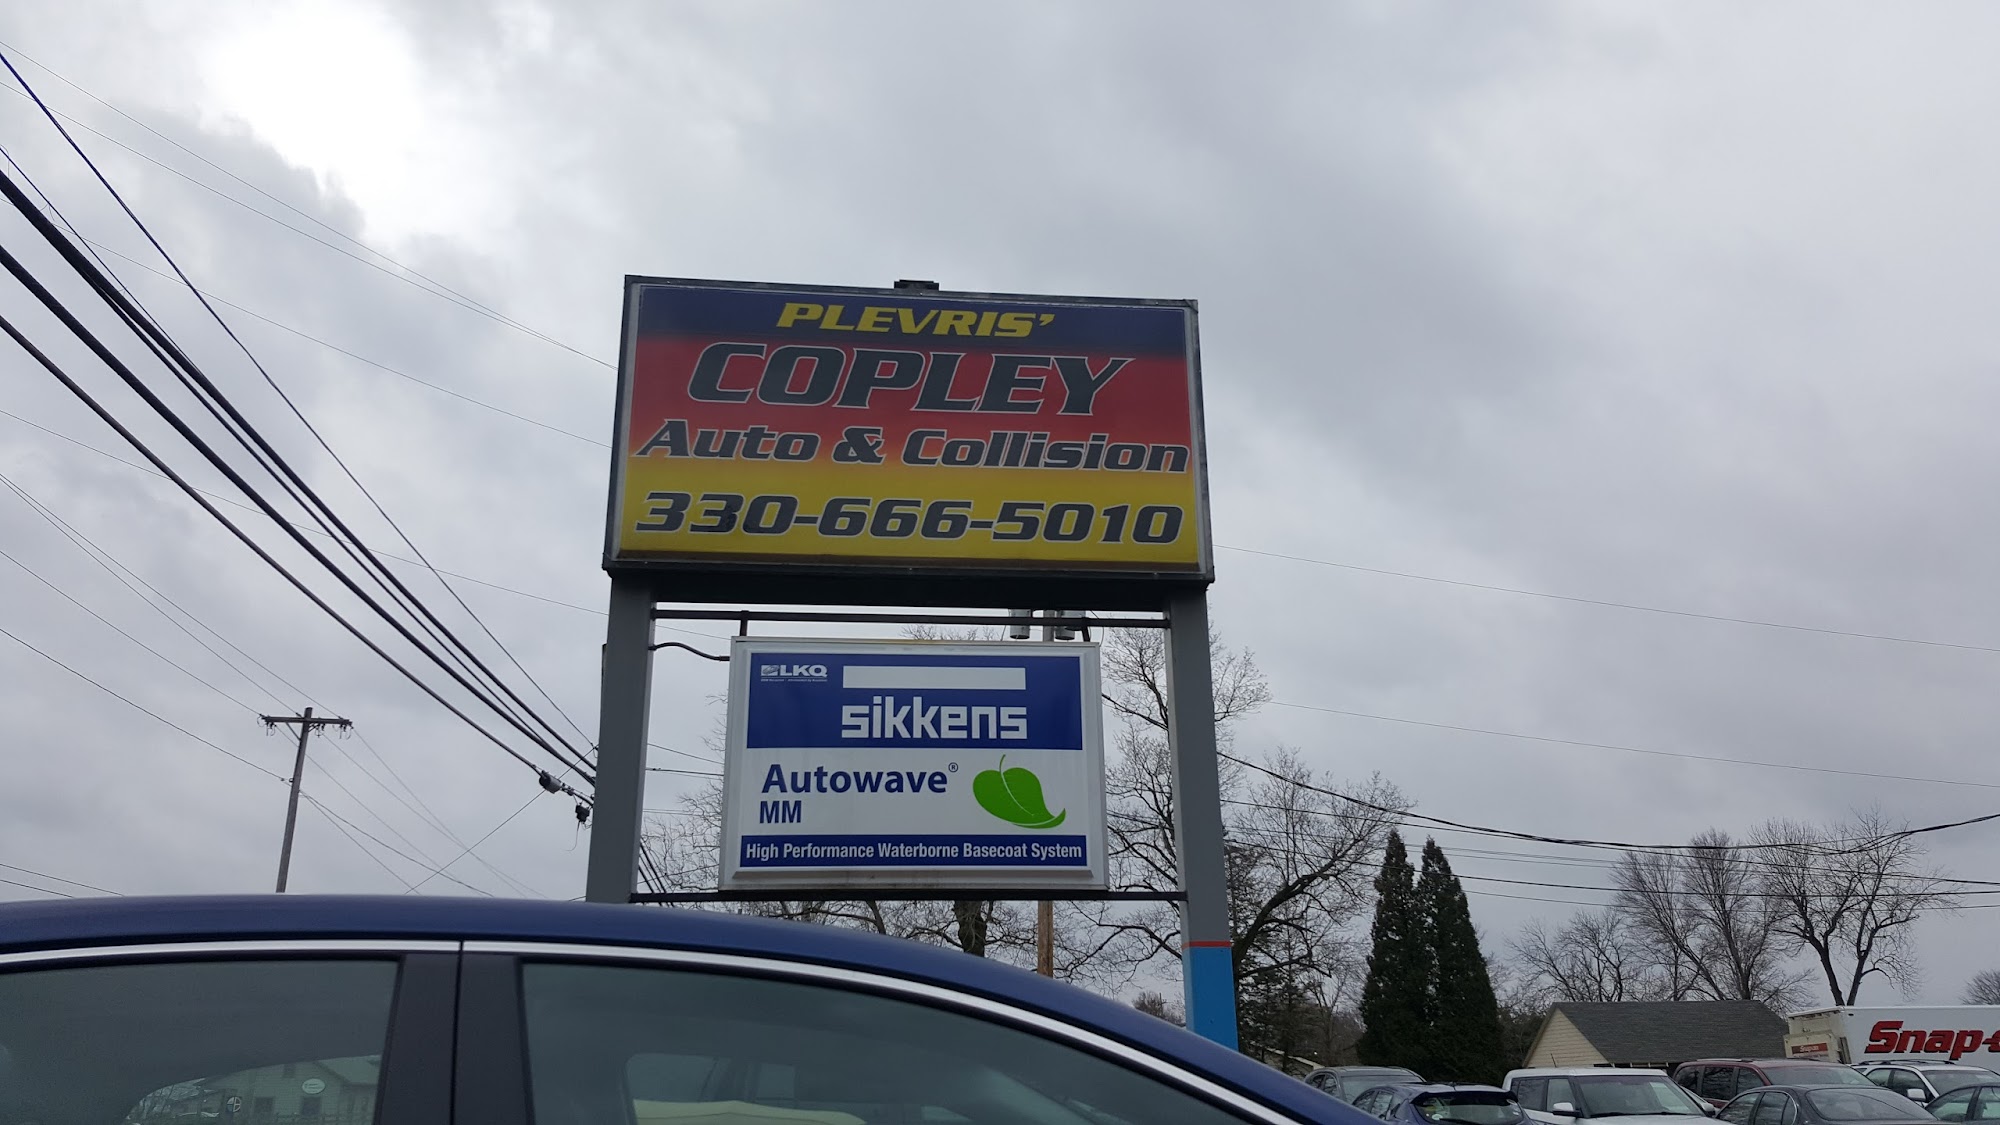 PLEVRIS'
COPLEY
Auto & Collision
330-666-5010
LKQ
sikkens
Autowave®
MM
High Performance Waterborne Basecoat System
Snap-